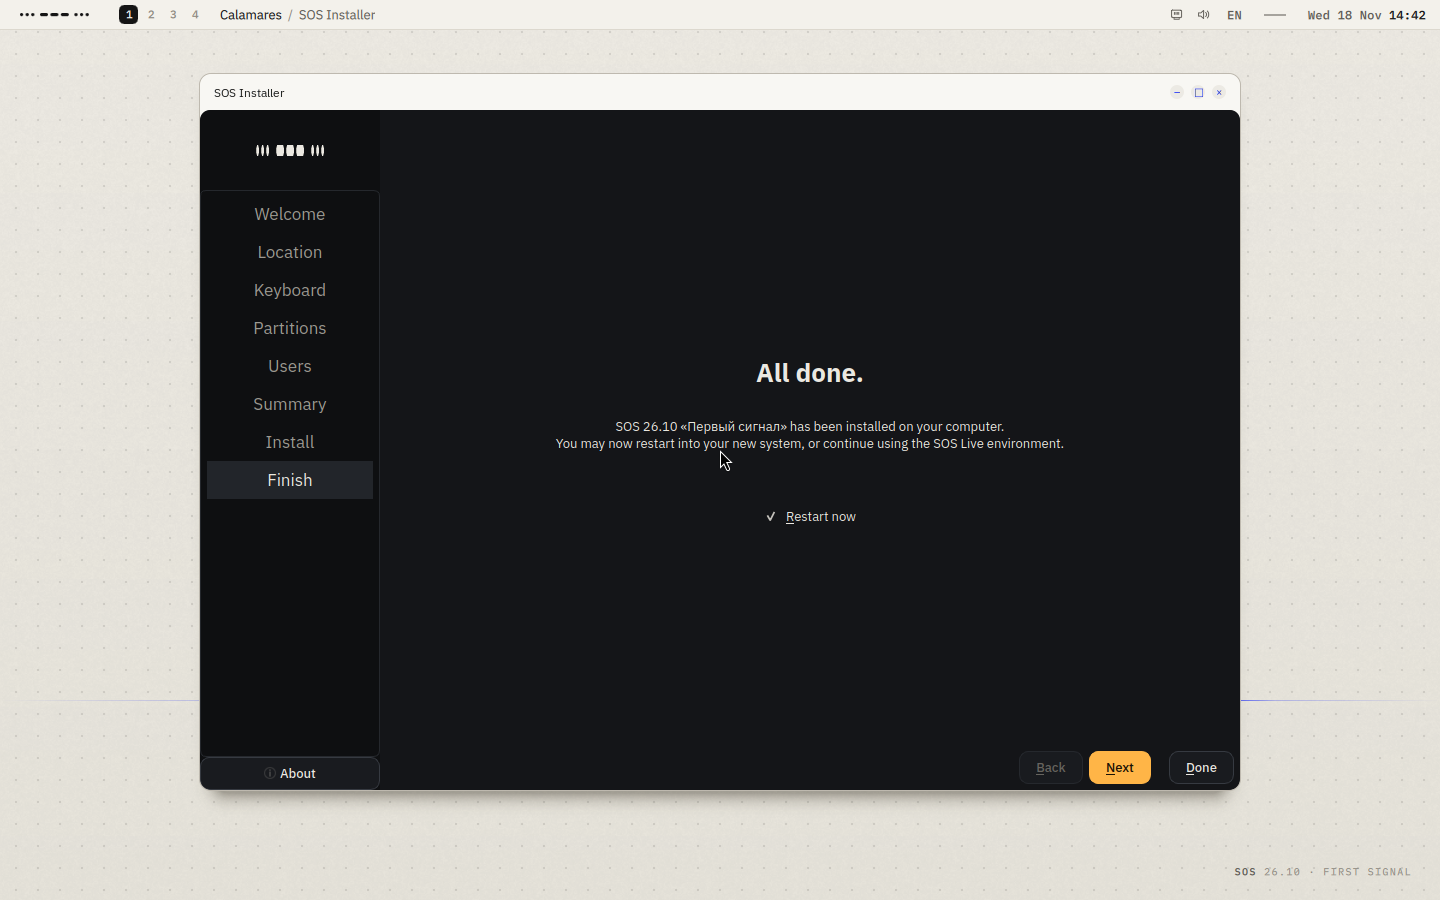 1 2 3 4 Calamares / SOS Installer EN Wed 18 Nov 14:42
SOS Installer
Welcome
Location
Keyboard
Partitions
Users
Summary
Install
Finish
All done.
SOS 26.10 «Первый сигнал» has been installed on your computer.
You may now restart into your new system, or continue using the SOS Live environment.
Restart now
About
Back Next Done
SOS 26.10 · FIRST SIGNAL